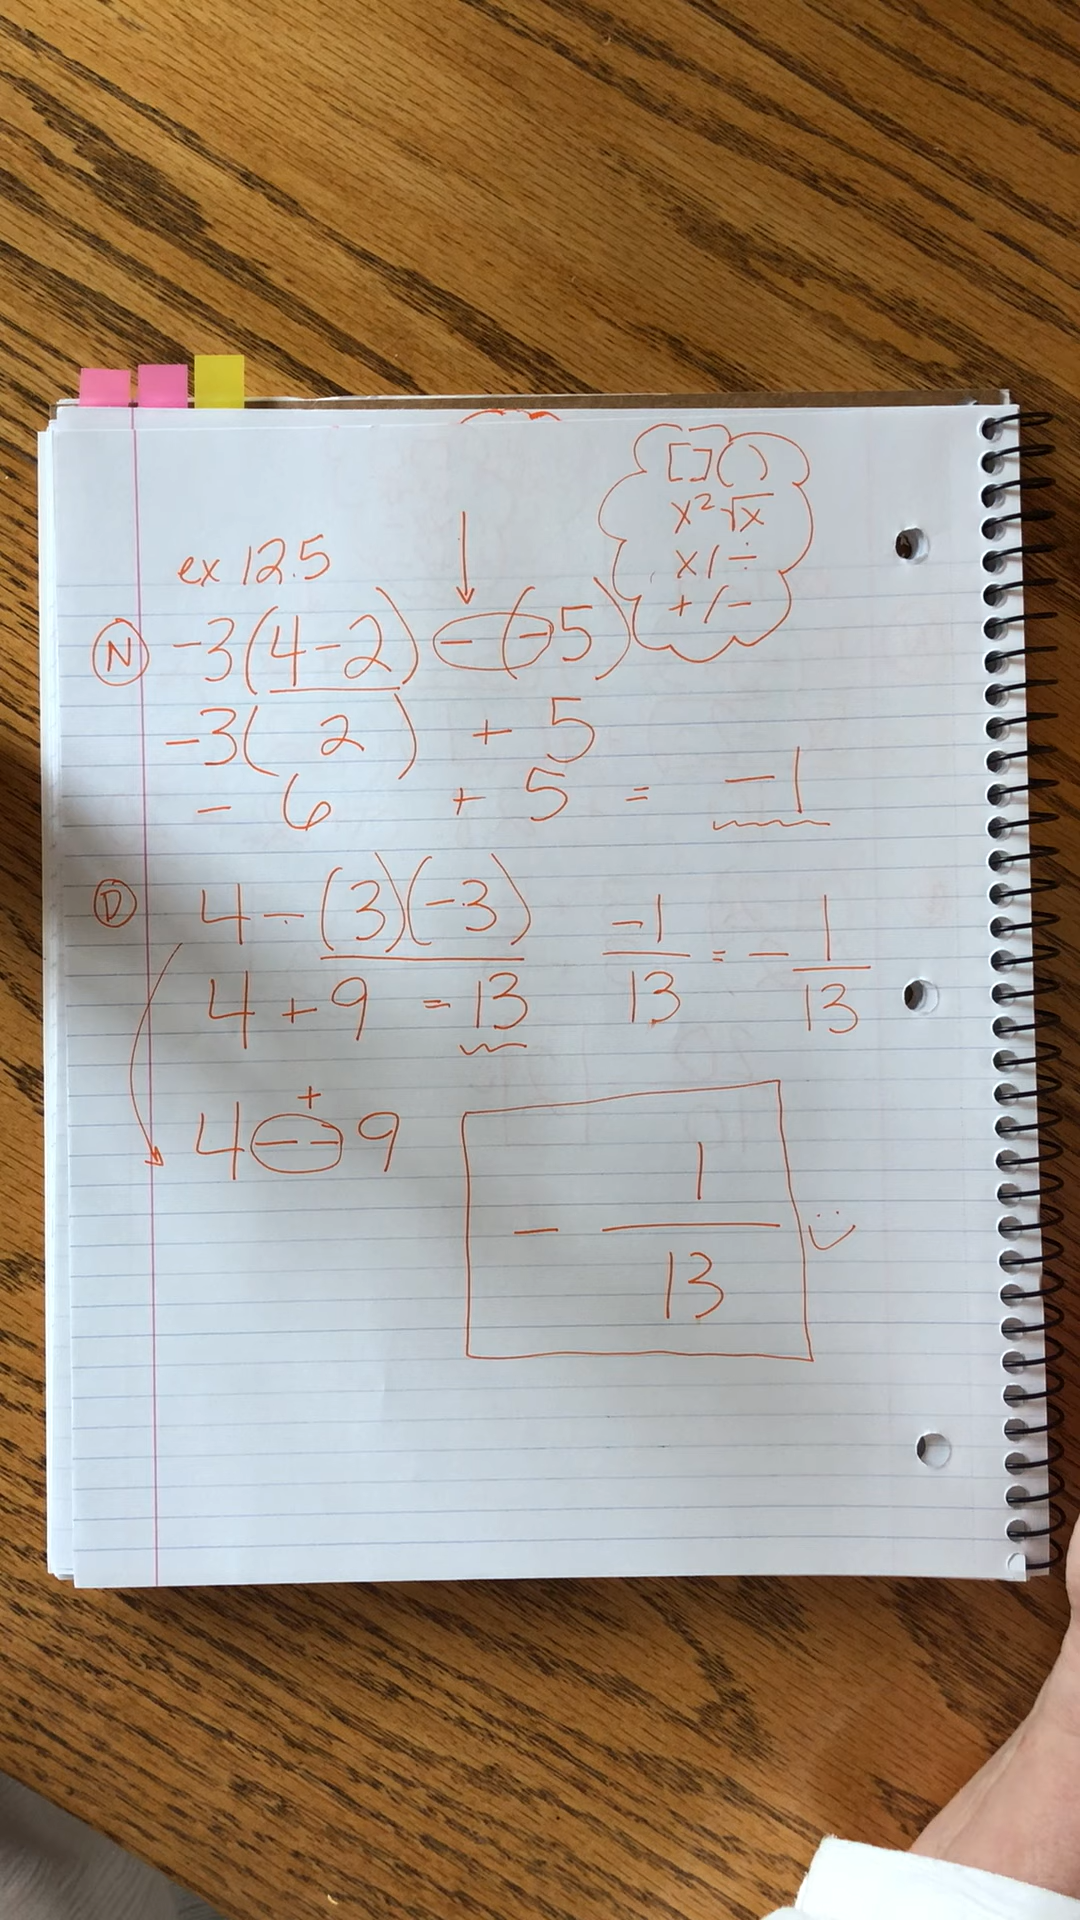 [ ] ( )
x² √x
x / ÷
+ / -
ex 12.5
N -3(4-2) - (-5)
-3( 2 ) + 5
- 6 + 5 = -1
D 4 - (3)(-3)
4 + 9 = 13
-1/13 = - 1/13
+
4 - - 9
- 1/13